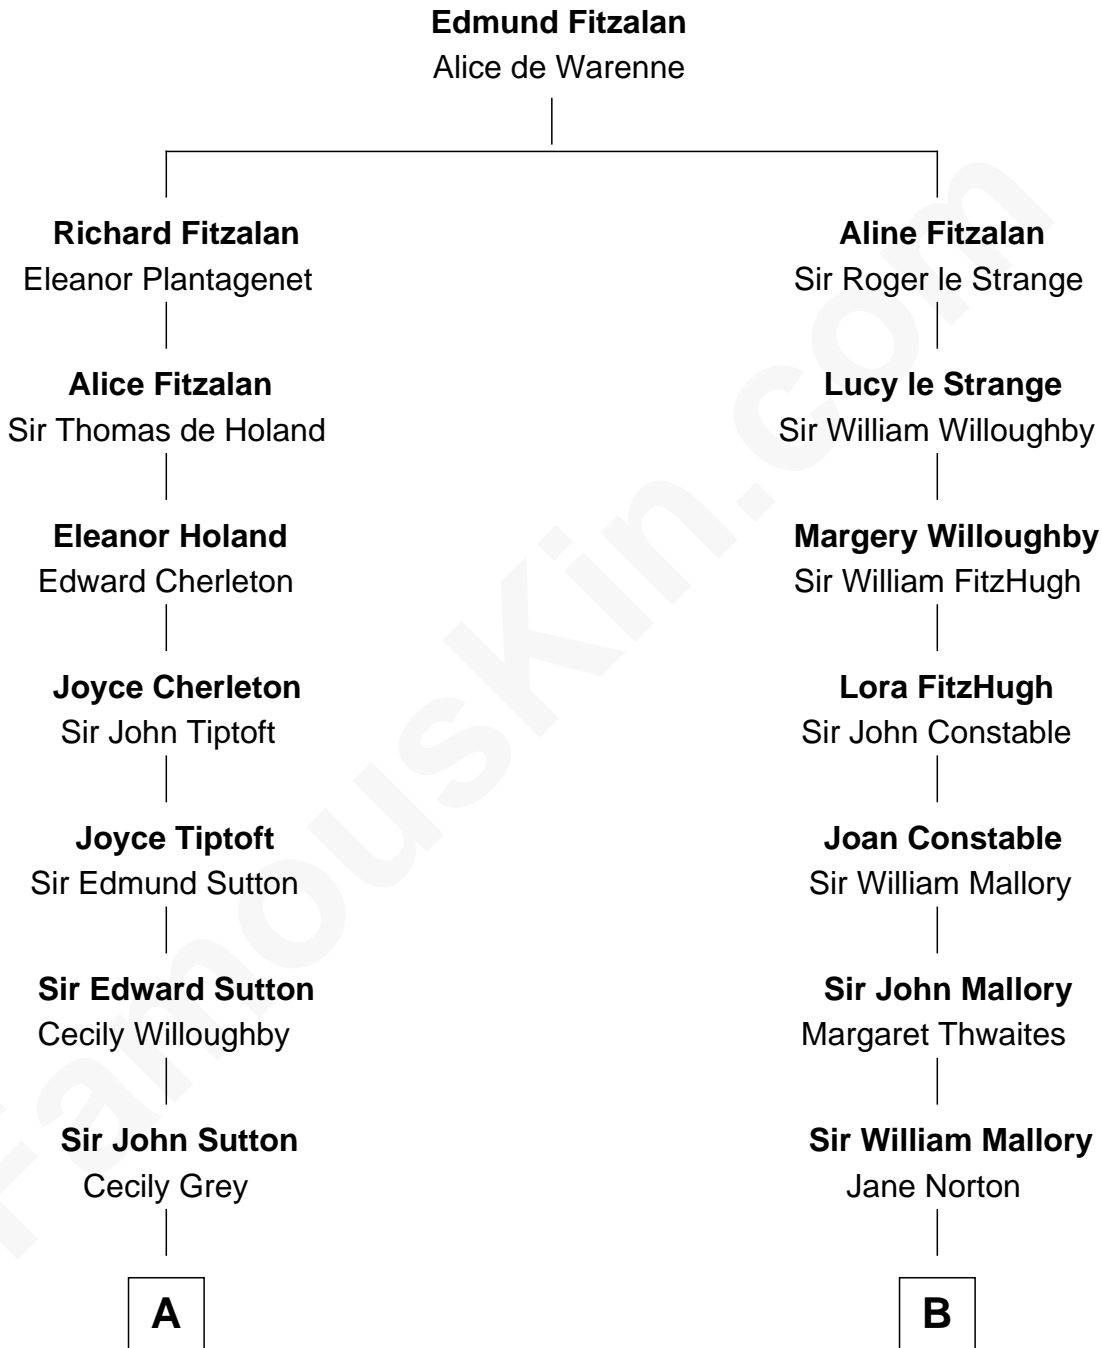 Edmund Fitzalan
Alice de Warenne
Richard Fitzalan
Eleanor Plantagenet
Aline Fitzalan
Sir Roger le Strange
Alice Fitzalan
Sir Thomas de Holand
Lucy le Strange
Sir William Willoughby
Eleanor Holand
Edward Cherleton
Margery Willoughby
Sir William FitzHugh
Joyce Cherleton
Sir John Tiptoft
Lora FitzHugh
Sir John Constable
Joyce Tiptoft
Sir Edmund Sutton
Joan Constable
Sir William Mallory
Sir Edward Sutton
Cecily Willoughby
Sir John Mallory
Margaret Thwaites
Sir John Sutton
Cecily Grey
Sir William Mallory
Jane Norton
A
B
FamousKin.com